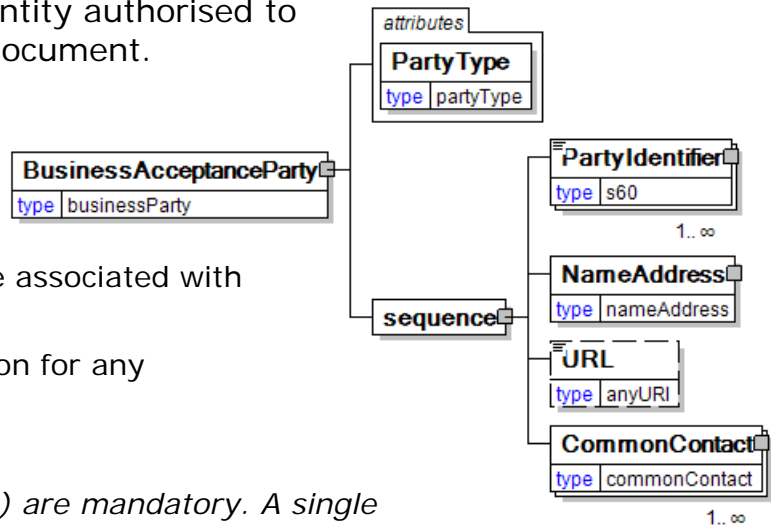 ntity authorised to
ocument.
attributes
PartyType
type partyType
BusinessAcceptanceParty
type businessParty
PartyIdentifier
type s60
1.. ∞
e associated with
NameAddress
type nameAddress
sequence
on for any
URL
type anyURI
CommonContact
type commonContact
) are mandatory. A single
1.. ∞